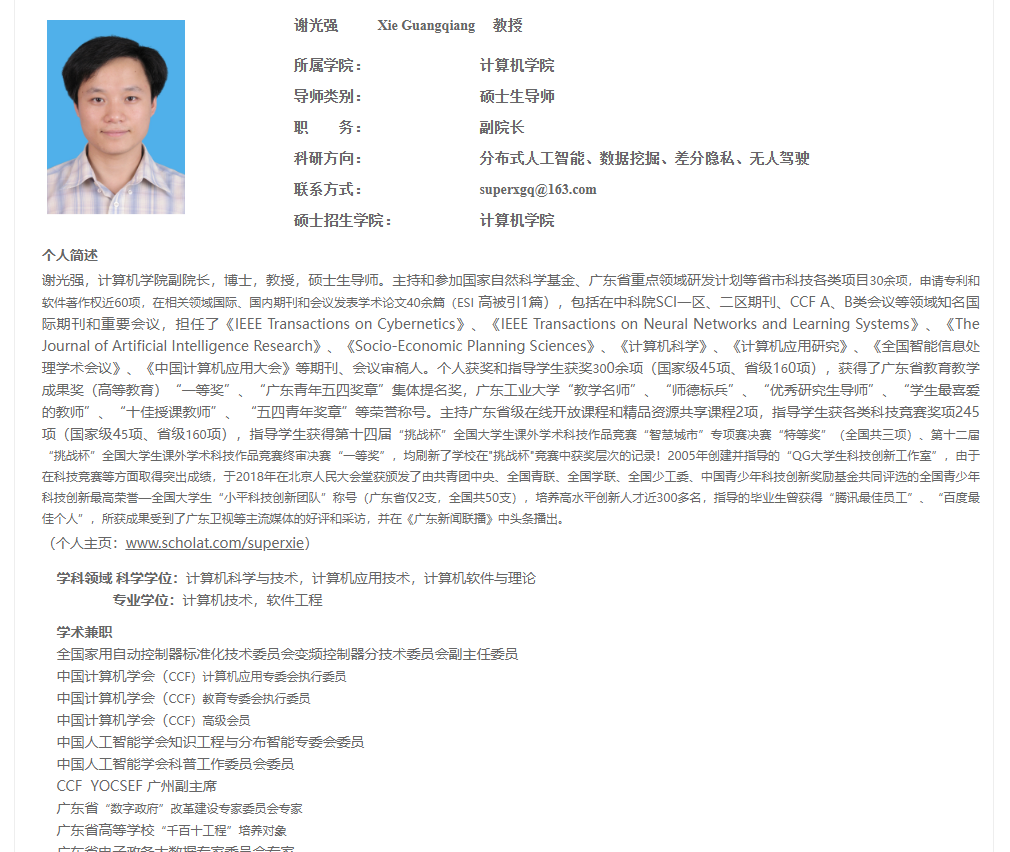 谢光强 Xie Guangqiang 教授
所属学院： 计算机学院
导师类别： 硕士生导师
职 务： 副院长
科研方向： 分布式人工智能、数据挖掘、差分隐私、无人驾驶
联系方式： superxgq@163.com
硕士招生学院： 计算机学院
个人简述
谢光强，计算机学院副院长，博士，教授，硕士生导师。主持和参加国家自然科学基金、广东省重点领域研发计划等省市科技各类项目30余项，申请专利和
软件著作权近60项，在相关领域国际、国内期刊和会议发表学术论文40余篇（ESI 高被引1篇），包括在中科院SCI一区、二区期刊、CCF A、B类会议等领域知名国
际期刊和重要会议，担任了《IEEE Transactions on Cybernetics》、《IEEE Transactions on Neural Networks and Learning Systems》、《The
Journal of Artificial Intelligence Research》、《Socio-Economic Planning Sciences》、《计算机科学》、《计算机应用研究》、《全国智能信息处
理学术会议》、《中国计算机应用大会》等期刊、会议审稿人。个人获奖和指导学生获奖300余项（国家级45项、省级160项），获得了广东省教育教学
成果奖（高等教育）“一等奖”、“广东青年五四奖章”集体提名奖，广东工业大学“教学名师”、“师德标兵”、“优秀研究生导师”、“学生最喜爱
的教师”、“十佳授课教师”、“五四青年奖章”等荣誉称号。主持广东省级在线开放课程和精品资源共享课程2项，指导学生获各类科技竞赛奖项245
项（国家级45项、省级160项），指导学生获得第十四届“挑战杯”全国大学生课外学术科技作品竞赛“智慧城市”专项赛决赛“特等奖”（全国共三项）、第十二届
“挑战杯”全国大学生课外学术科技作品竞赛终审决赛“一等奖”，均刷新了学校在"挑战杯"竞赛中获奖层次的记录！2005年创建并指导的“QG大学生科技创新工作室”，由于
在科技竞赛等方面取得突出成绩，于2018年在北京人民大会堂获颁发了由共青团中央、全国青联、全国学联、全国少工委、中国青少年科技创新奖励基金共同评选的全国青少年
科技创新最高荣誉—全国大学生“小平科技创新团队”称号（广东省仅2支，全国共50支），培养高水平创新人才近300多名，指导的毕业生曾获得“腾讯最佳员工”、“百度最
佳个人”，所获成果受到了广东卫视等主流媒体的好评和采访，并在《广东新闻联播》中头条播出。
（个人主页：www.scholat.com/superxie）
学科领域 科学学位：计算机科学与技术，计算机应用技术，计算机软件与理论
专业学位：计算机技术，软件工程
学术兼职
全国家用自动控制器标准化技术委员会变频控制器分技术委员会副主任委员
中国计算机学会（CCF）计算机应用专委会执行委员
中国计算机学会（CCF）教育专委会执行委员
中国计算机学会（CCF）高级会员
中国人工智能学会知识工程与分布智能专委会委员
中国人工智能学会科普工作委员会委员
CCF YOCSEF 广州副主席
广东省“数字政府”改革建设专家委员会专家
广东省高等学校“千百十工程”培养对象
广东省电子政务大数据专家委员会专家